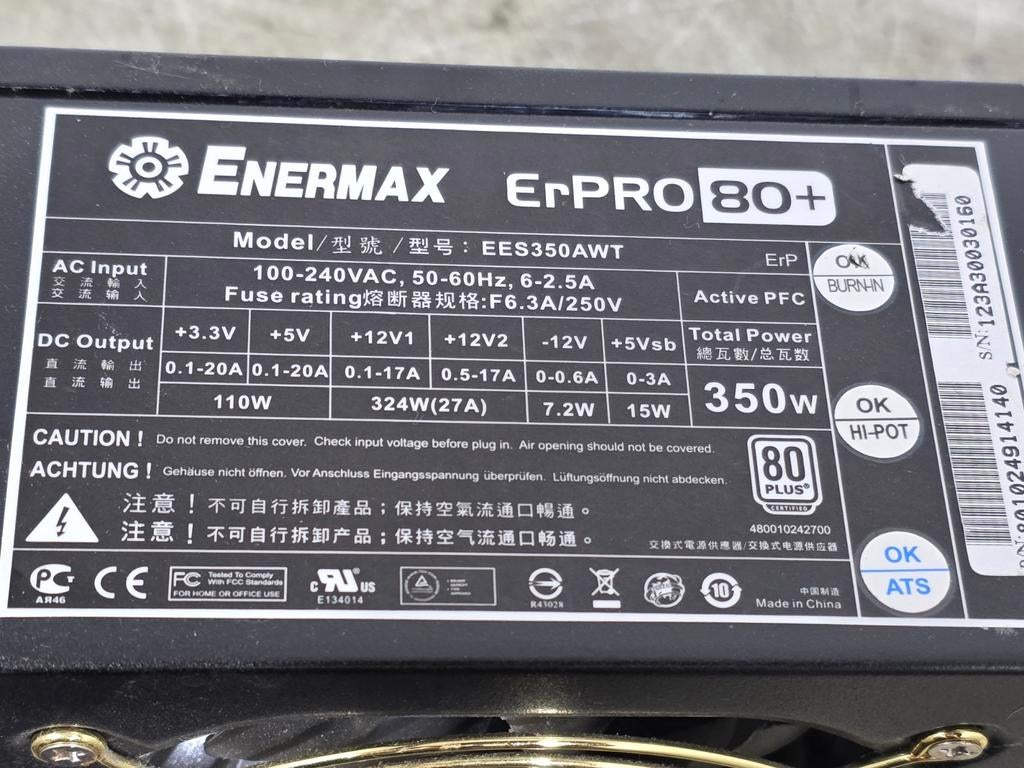 ENERMAX ErPRO 80+
Model/型號/型号: EES350AWT
ErP
AC Input 100-240VAC, 50-60Hz, 6-2.5A
交流輸入
交流输入
Fuse rating熔断器规格:F6.3A/250V
Active PFC
DC Output +3.3V +5V +12V1 +12V2 -12V +5Vsb Total Power
直流輸出 總瓦數/总瓦数
直流输出 0.1-20A 0.1-20A 0.1-17A 0.5-17A 0-0.6A 0-3A 350W
110W 324W(27A) 7.2W 15W
CAUTION! Do not remove this cover. Check input voltage before plug in. Air opening should not be covered.
ACHTUNG! Gehäuse nicht öffnen. Vor Anschluss Eingangsspannung überprüfen. Lüftungsöffnung nicht abdecken.
注意!不可自行拆卸產品;保持空氣流通口暢通。
注意!不可自行拆卸产品;保持空气流通口畅通。
80
PLUS®
CERTIFIED
480010242700
交換式電源供應器/交换式电源供应器
АЯ46
CE
FC Tested To Comply
With FCC Standards
FOR HOME OR OFFICE USE
c RU® US
E134014
R43028
10
中国制造
Made in China
OK
BURN-IN
OK
HI-POT
OK
ATS
S/N:123A30030160
P/N:801024914140